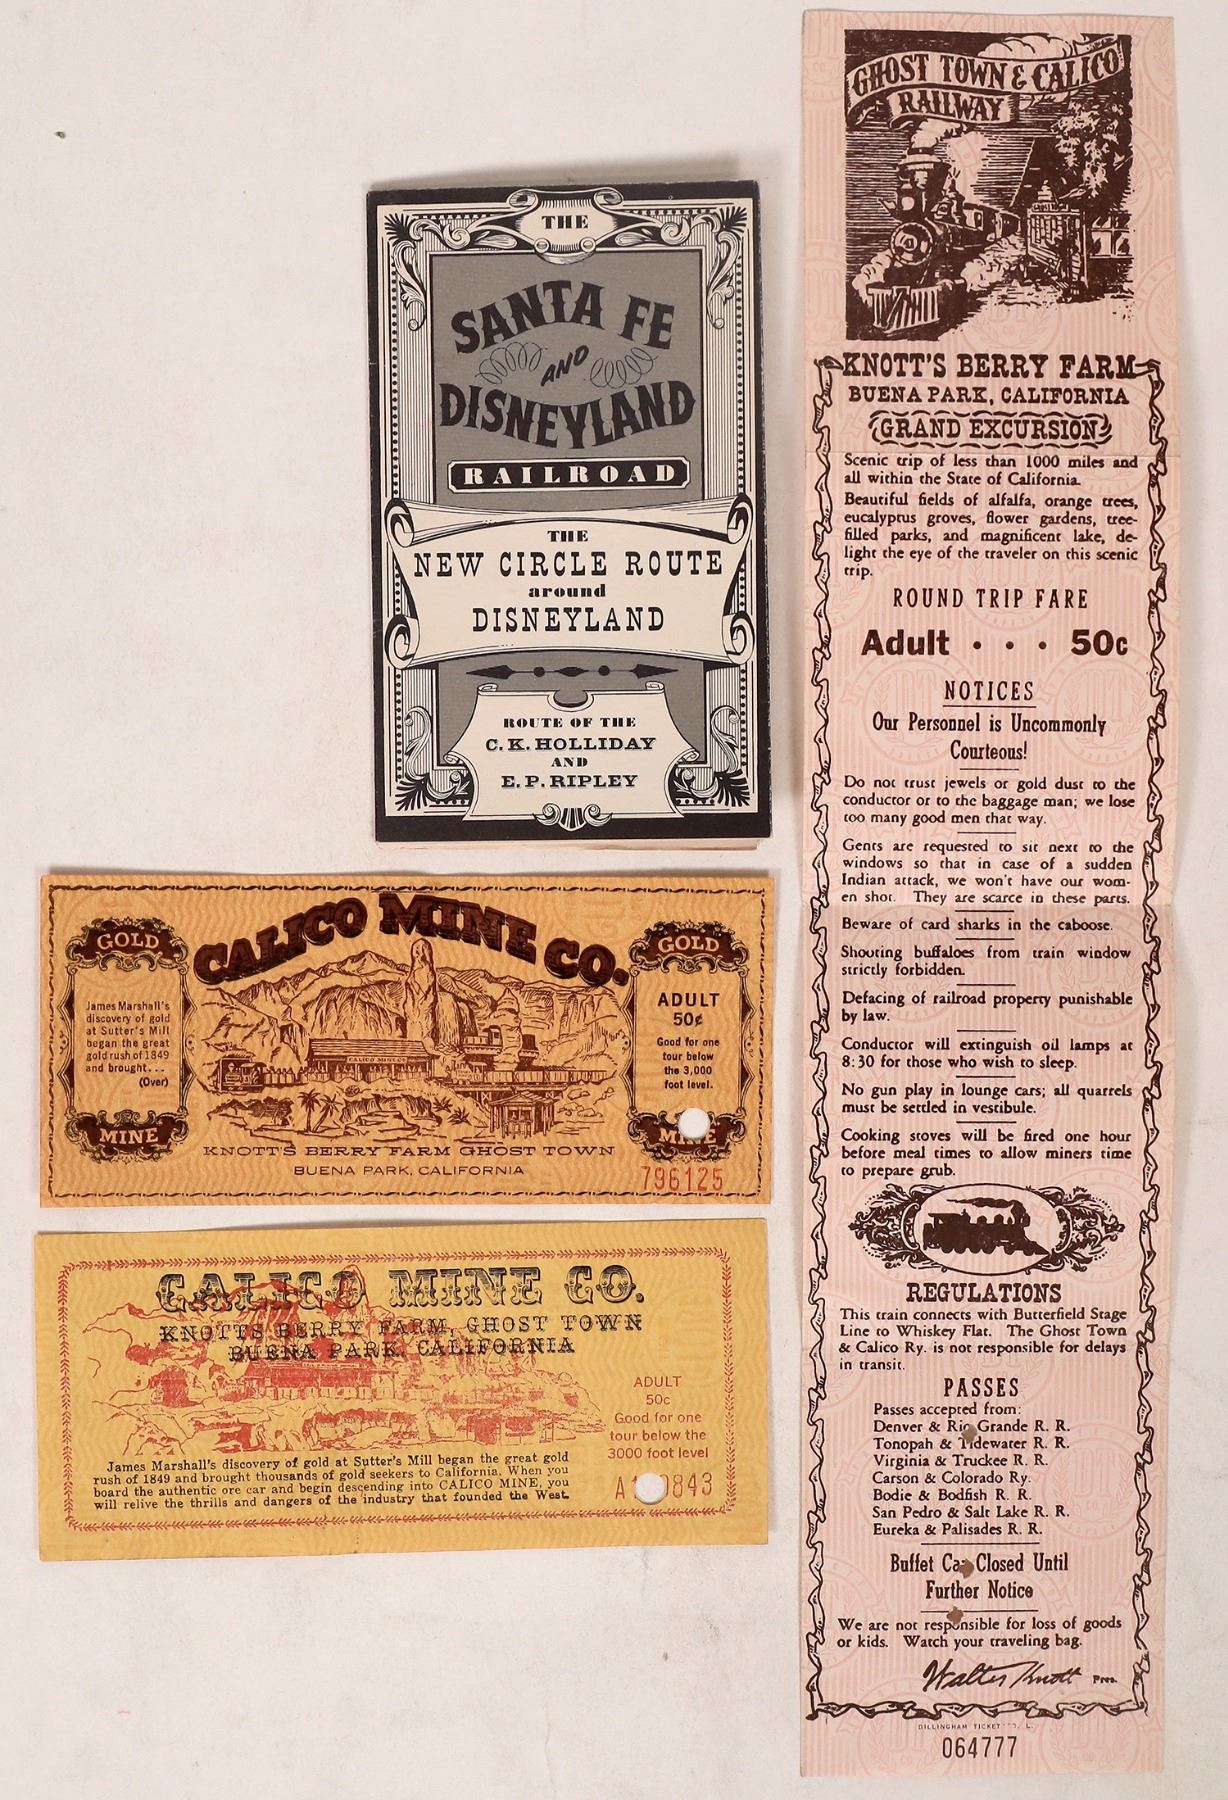 THE
SANTA FE
AND
DISNEYLAND
RAILROAD
THE
NEW CIRCLE ROUTE
around
DISNEYLAND
ROUTE OF THE
C. K. HOLLIDAY
AND
E. P. RIPLEY
CALICO MINE CO.
GOLD
James Marshall's
discovery of gold
at Sutter's Mill
began the great
gold rush of 1849
and brought...
(Over)
MINE
CALICO MINE CO.
GOLD
ADULT
50¢
Good for one
tour below
the 3,000
foot level.
MINE
KNOTT'S BERRY FARM GHOST TOWN
BUENA PARK, CALIFORNIA
796125
CALICO MINE CO.
KNOTTS BERRY FARM, GHOST TOWN
BUENA PARK, CALIFORNIA
ADULT
50c
Good for one
tour below the
3000 foot level
James Marshall's discovery of gold at Sutter's Mill began the great gold
rush of 1849 and brought thousands of gold seekers to California. When you
board the authentic ore car and begin descending into CALICO MINE, you
will relive the thrills and dangers of the industry that founded the West.
GHOST TOWN & CALICO
RAILWAY
KNOTT'S BERRY FARM
BUENA PARK, CALIFORNIA
GRAND EXCURSION
Scenic trip of less than 1000 miles and
all within the State of California.
Beautiful fields of alfalfa, orange trees,
eucalyptus groves, flower gardens, tree-
filled parks, and magnificent lake, de-
light the eye of the traveler on this scenic
trip.
ROUND TRIP FARE
Adult . . . 50c
NOTICES
Our Personnel is Uncommonly
Courteous!
Do not trust jewels or gold dust to the
conductor or to the baggage man; we lose
too many good men that way.
Gents are requested to sit next to the
windows so that in case of a sudden
Indian attack, we won't have our wom-
en shot. They are scarce in these parts.
Beware of card sharks in the caboose.
Shooting buffaloes from train window
strictly forbidden.
Defacing of railroad property punishable
by law.
Conductor will extinguish oil lamps at
8:30 for those who wish to sleep.
No gun play in lounge cars; all quarrels
must be settled in vestibule.
Cooking stoves will be fired one hour
before meal times to allow miners time
to prepare grub.
REGULATIONS
This train connects with Butterfield Stage
Line to Whiskey Flat. The Ghost Town
& Calico Ry. is not responsible for delays
in transit.
PASSES
Passes accepted from:
Denver & Rio Grande R. R.
Tonopah & Tidewater R. R.
Virginia & Truckee R. R.
Carson & Colorado Ry.
Bodie & Bodfish R. R.
San Pedro & Salt Lake R. R.
Eureka & Palisades R. R.
Buffet Car Closed Until
Further Notice
We are not responsible for loss of goods
or kids. Watch your traveling bag.
Walter Knott Pres.
DILLINGHAM TICKET
064777